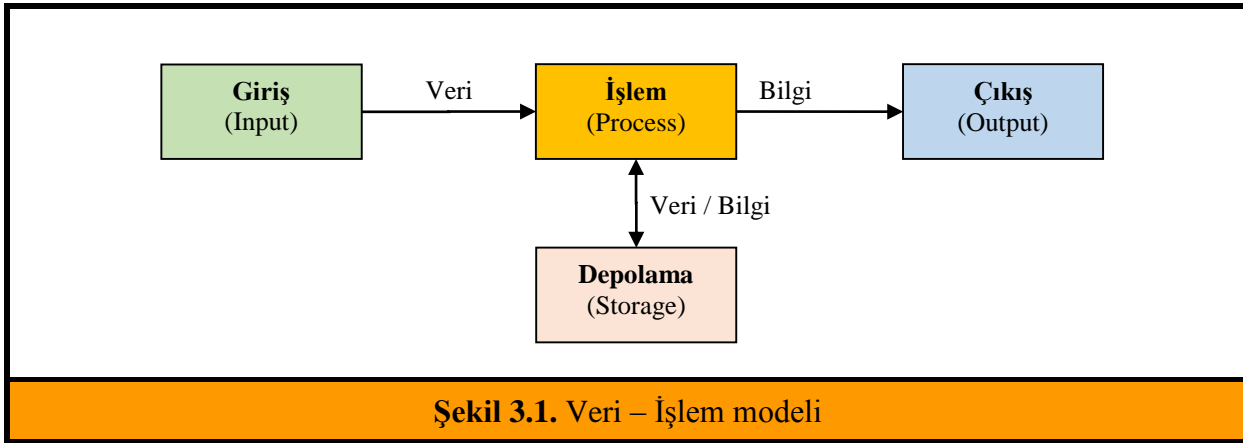 Giriş
(Input)
Veri
İşlem
(Process)
Bilgi
Çıkış
(Output)
Veri / Bilgi
Depolama
(Storage)
Şekil 3.1. Veri – İşlem modeli